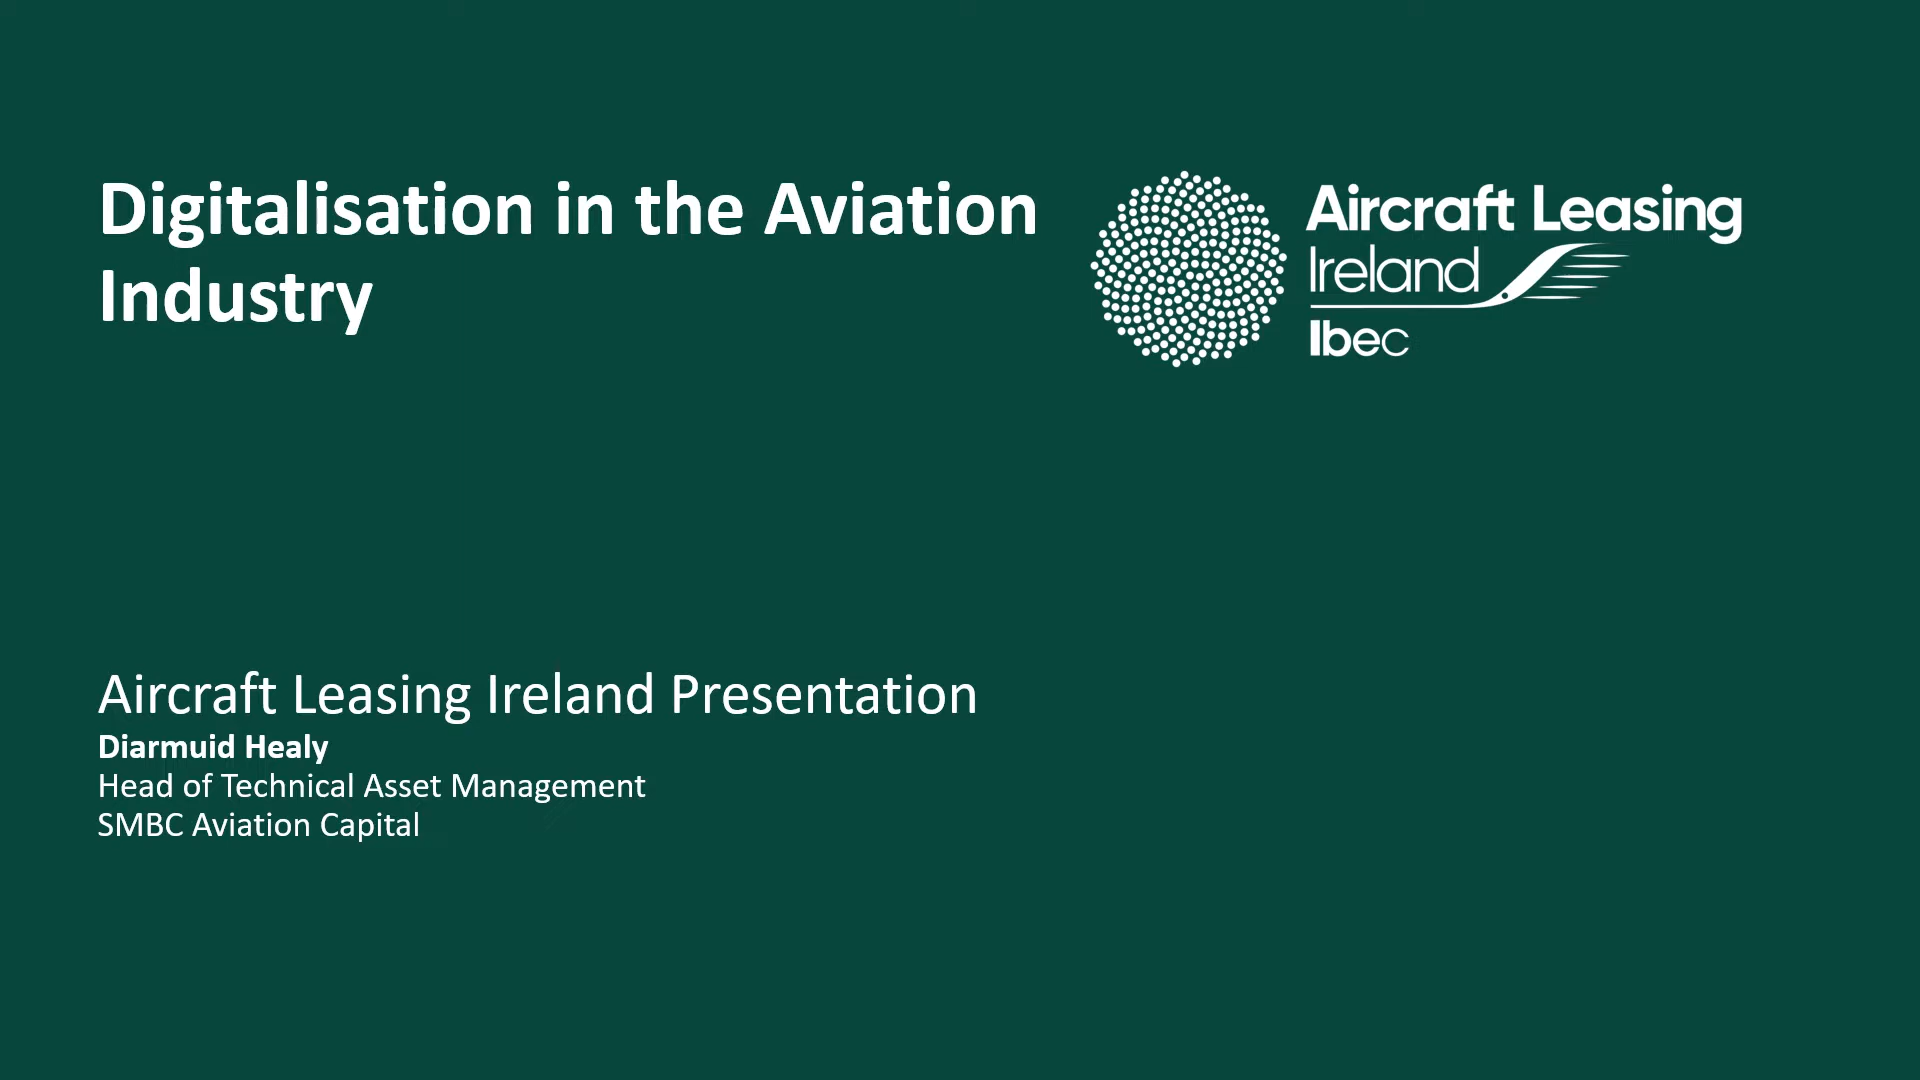 Digitalisation in the Aviation
Industry
Aircraft Leasing
Ireland
Ibec
Aircraft Leasing Ireland Presentation
Diarmuid Healy
Head of Technical Asset Management
SMBC Aviation Capital